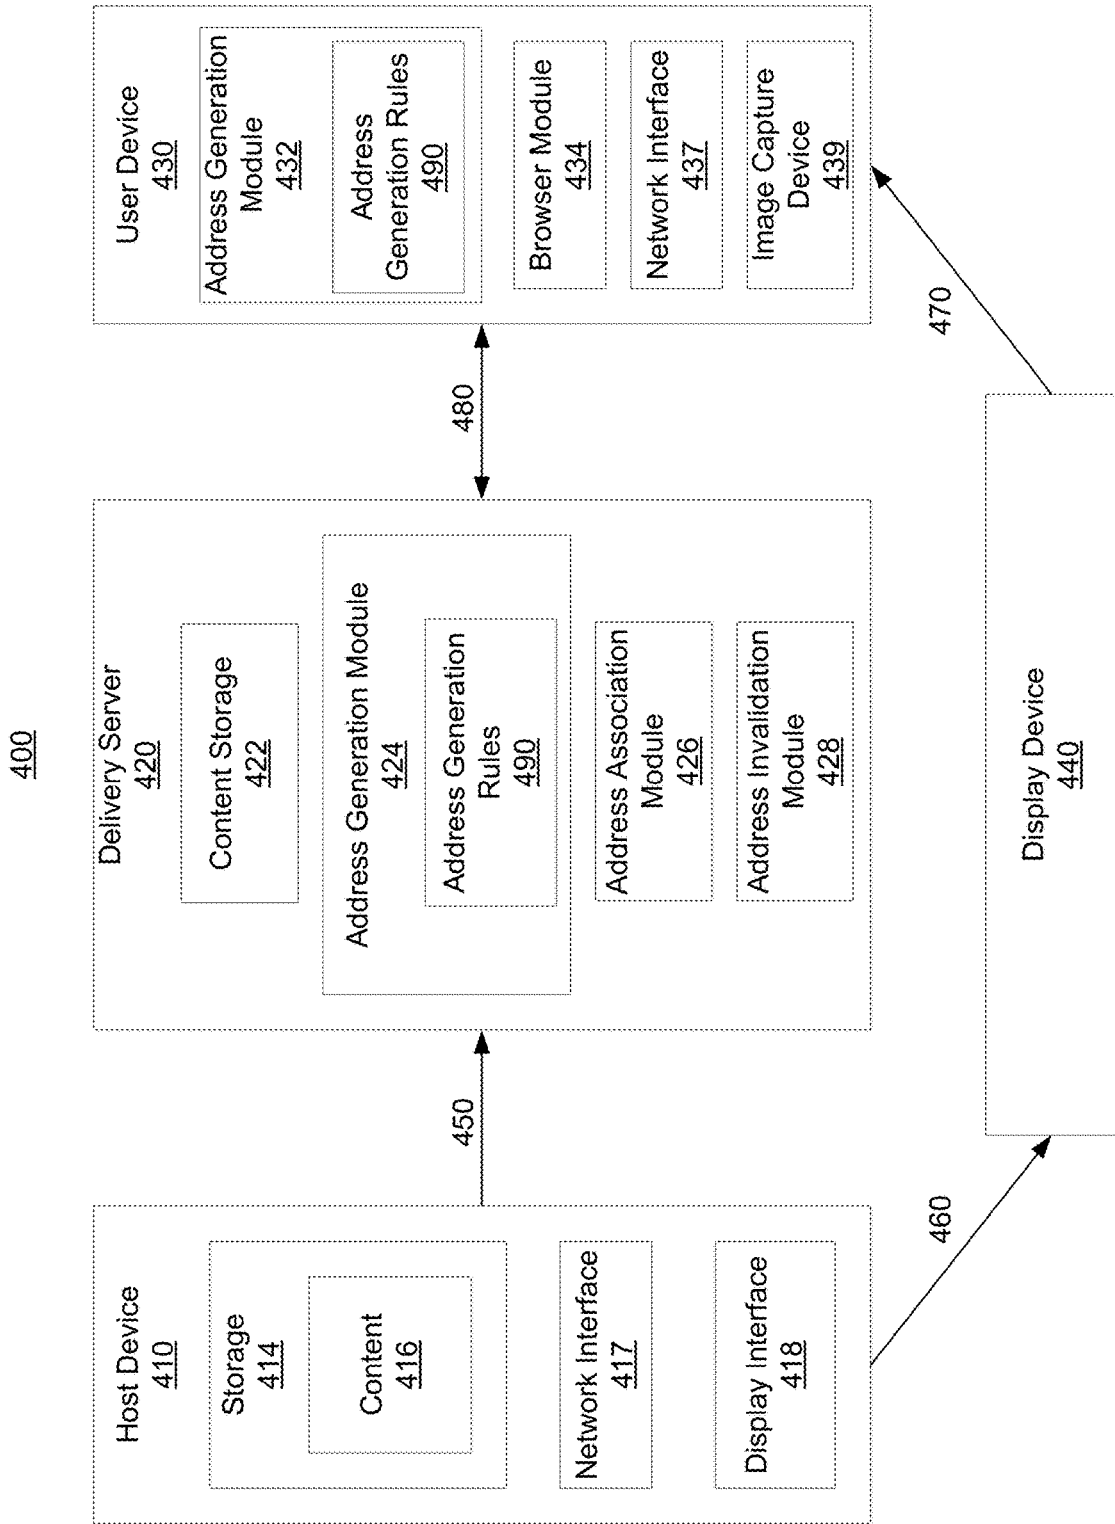 400
Host Device
410
Storage
414
Content
416
Network Interface
417
Display Interface
418
450
460
Delivery Server
420
Content Storage
422
Address Generation Module
424
Address Generation
Rules
490
Address Association
Module
426
Address Invalidation
Module
428
480
User Device
430
Address Generation
Module
432
Address
Generation Rules
490
Browser Module
434
Network Interface
437
Image Capture
Device
439
470
Display Device
440